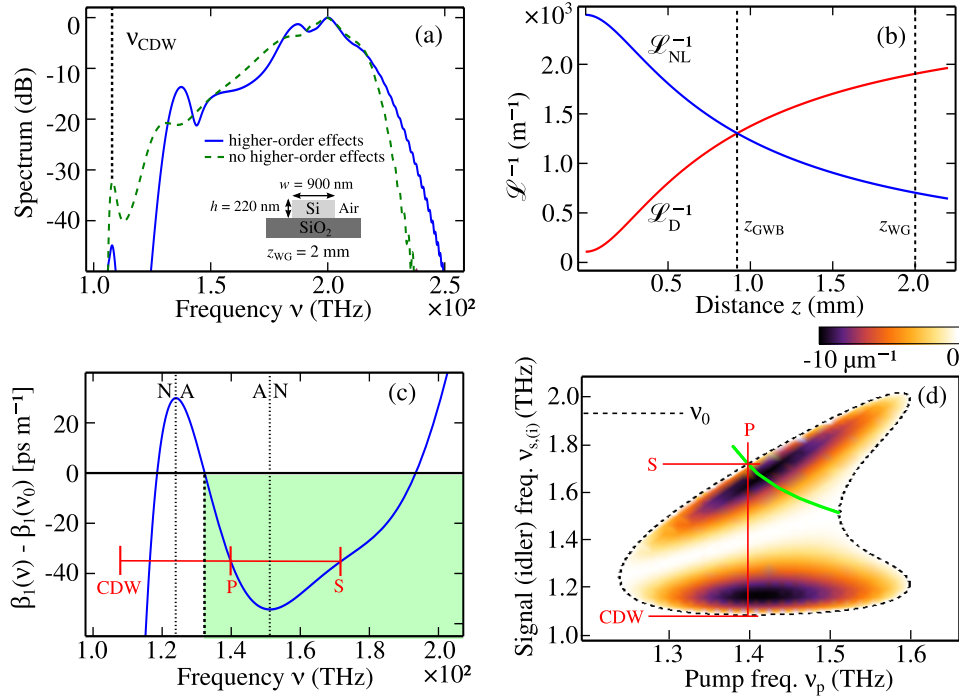 (a)
ν_CDW
0
-10
-20
-30
-40
Spectrum (dB)
higher-order effects
no higher-order effects
w = 900 nm
h = 220 nm
Si
Air
SiO₂
z_WG = 2 mm
1.0
1.5
2.0
2.5
×10²
Frequency ν (THz)
×10³
(b)
2.0
1.5
1.0
0.5
0
ℒ⁻¹ (m⁻¹)
ℒ_NL⁻¹
ℒ_D⁻¹
z_GWB
z_WG
0
0.5
1.0
1.5
2.0
Distance z (mm)
(c)
N A
A N
20
0
-20
-40
β₁(ν) - β₁(ν₀) [ps m⁻¹]
CDW
P
S
1.0
1.2
1.4
1.6
1.8
2.0
×10²
Frequency ν (THz)
-10 μm⁻¹
0
(d)
2.0
1.8
1.6
1.4
1.2
1.0
Signal (idler) freq. ν_s,(i) (THz)
ν₀
P
S
CDW
1.3
1.4
1.5
1.6
Pump freq. ν_p (THz)